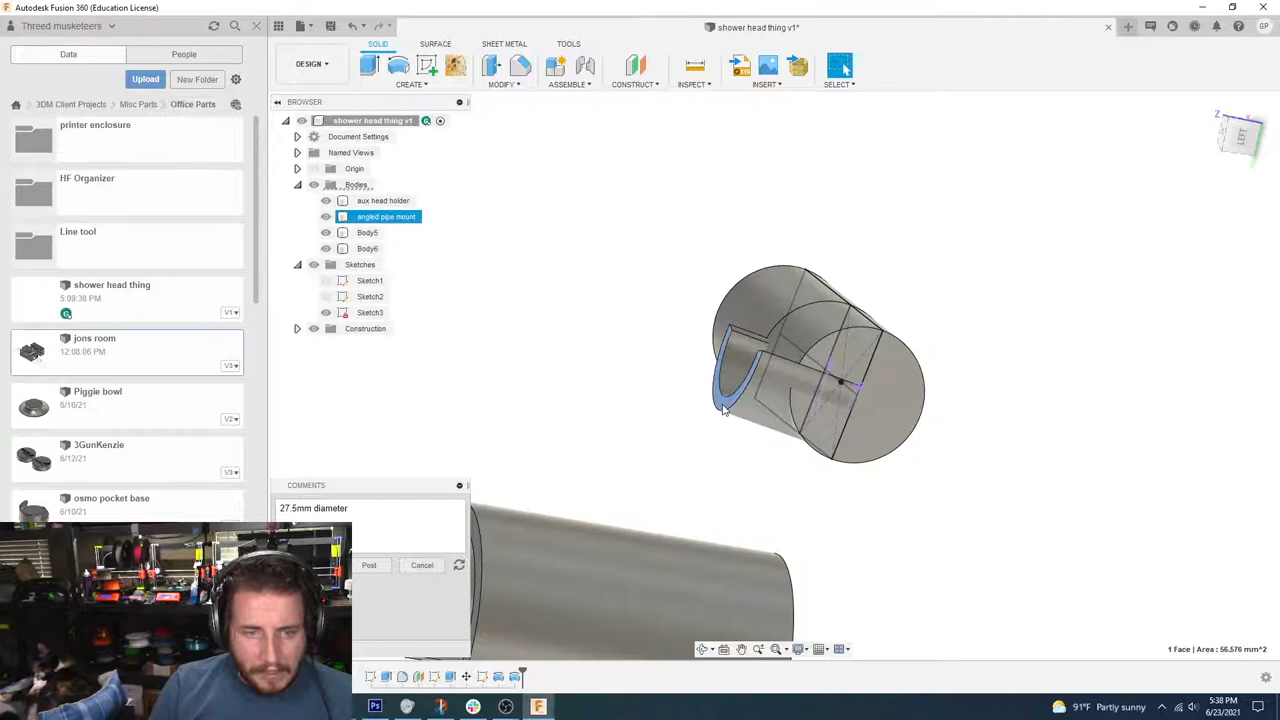 Autodesk Fusion 360 (Education License)
Threed musketers
shower head thing v1*
GP
Data
People
Upload
New Folder
3DM Client Projects
Misc Parts
Office Parts
printer enclosure
HF Organizer
Line tool
shower head thing
5:09:38 PM
V1
jons room
12:08:06 PM
V3
Piggie bowl
6/16/21
V2
3GunKenzie
6/12/21
V3
osmo pocket base
6/10/21
DESIGN
SOLID
SURFACE
SHEET METAL
TOOLS
CREATE
MODIFY
ASSEMBLE
CONSTRUCT
INSPECT
INSERT
SELECT
BROWSER
shower head thing v1
Document Settings
Named Views
Origin
Bodies
aux head holder
angled pipe mount
Body5
Body6
Sketches
Sketch1
Sketch2
Sketch3
Construction
COMMENTS
27.5mm diameter
Post
Cancel
Z
LEFT
1 Face | Area : 56.576 mm^2
91°F Partly sunny
5:38 PM
6/23/2021